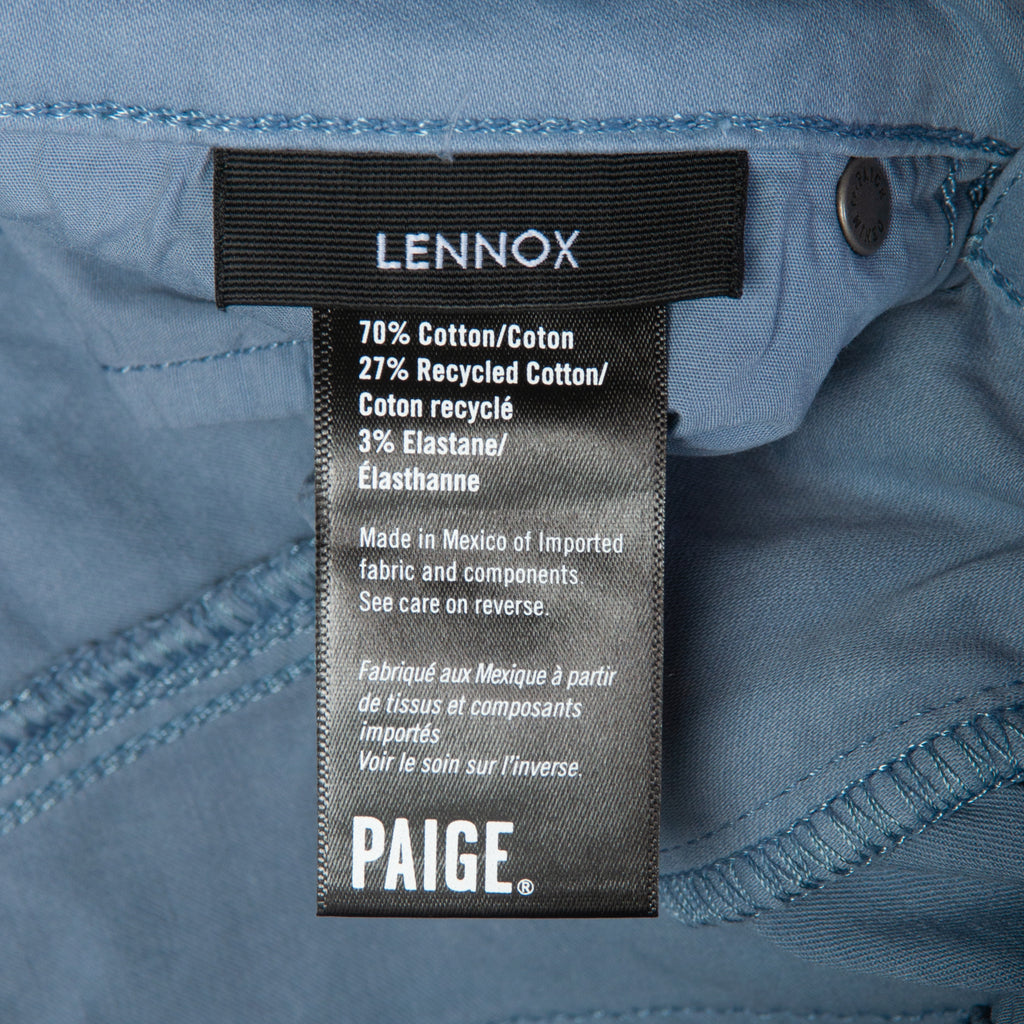 LENNOX
70% Cotton/Coton
27% Recycled Cotton/
Coton recyclé
3% Elastane/
Élasthanne
Made in Mexico of Imported
fabric and components.
See care on reverse.
Fabriqué aux Mexique à partir
de tissus et composants
importés
Voir le soin sur l'inverse.
PAIGE®